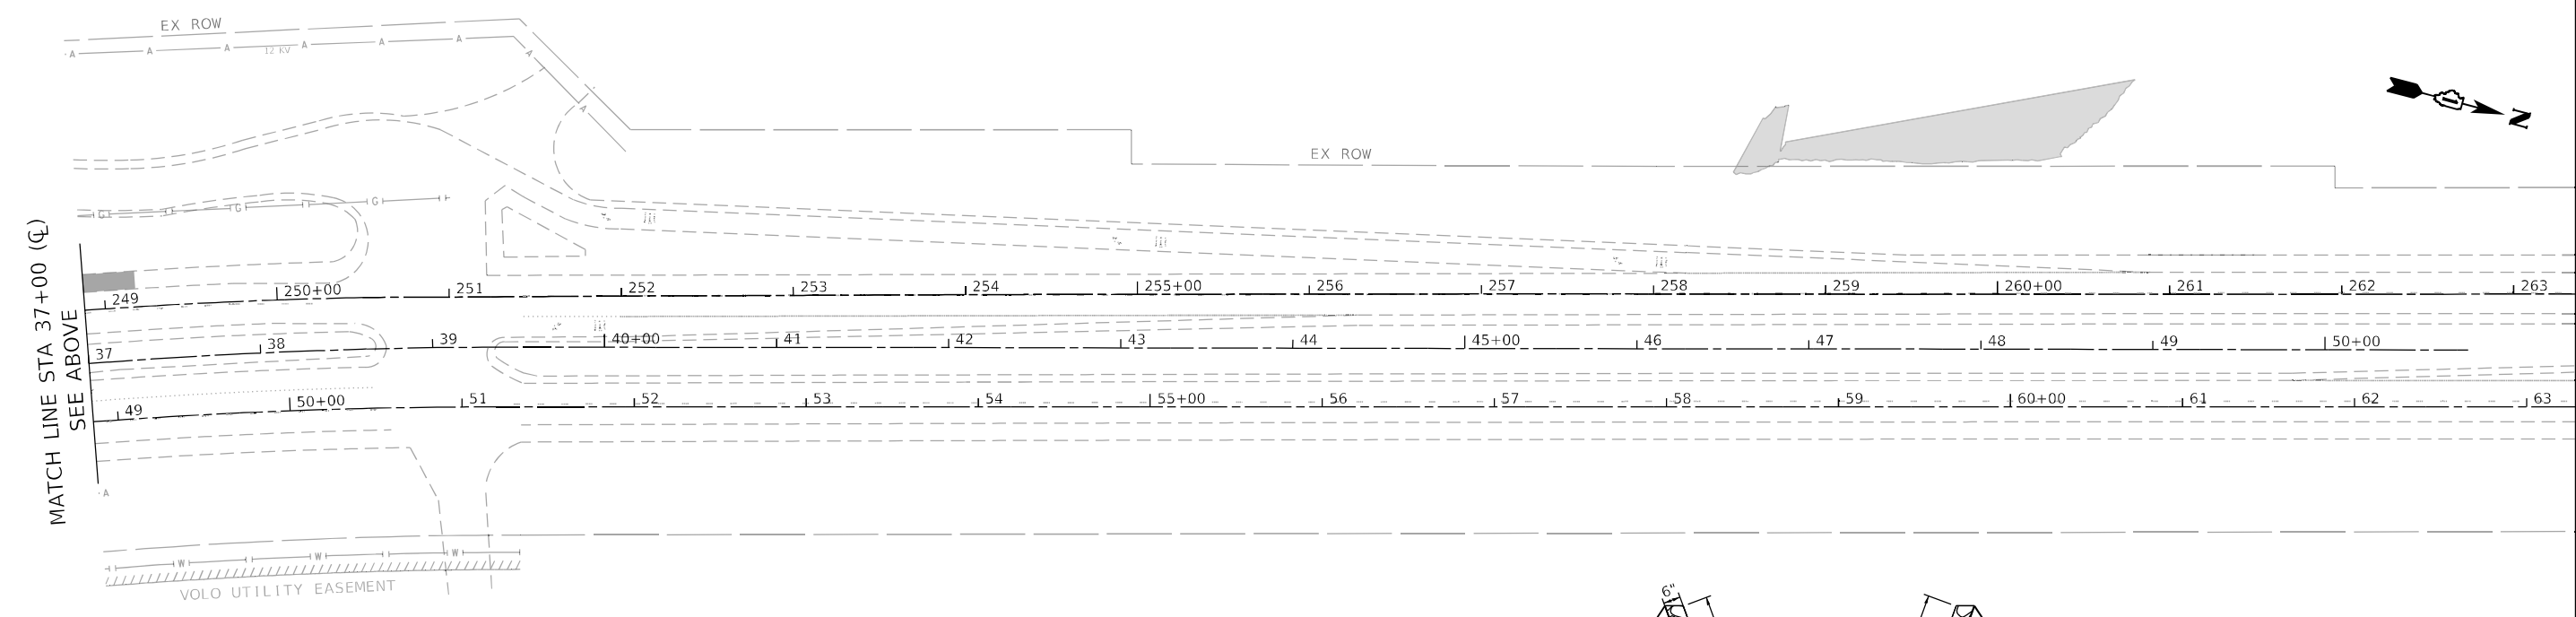 EX ROW
A A A A A A
12 KV
A
A
EX ROW
N
G G G
MATCH LINE STA 37+00 (℄)
SEE ABOVE
249 250+00 251 252 253 254 255+00 256 257 258 259 260+00 261 262 263
37 38 39 40+00 41 42 43 44 45+00 46 47 48 49 50+00
49 50+00 51 52 53 54 55+00 56 57 58 59 60+00 61 62 63
A
W W W
VOLO UTILITY EASEMENT
6"